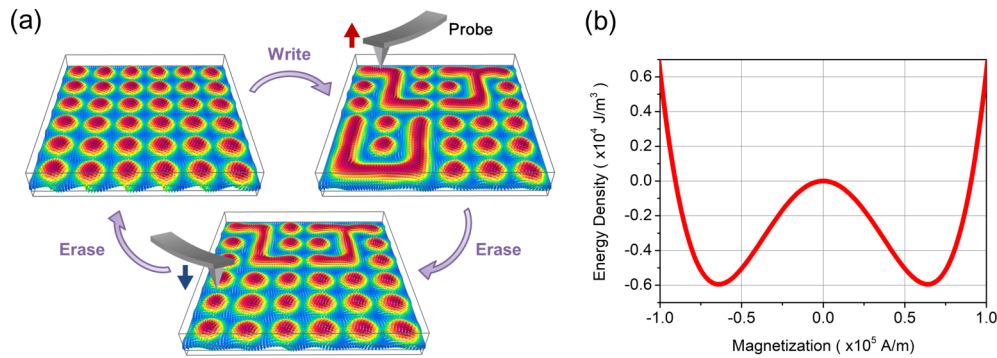 (a)
Probe
Write
Erase
Erase
(b)
0.6
0.4
0.2
0.0
-0.2
-0.4
-0.6
Energy Density ( x10⁴ J/m³ )
-1.0 -0.5 0.0 0.5 1.0
Magnetization ( x10⁵ A/m)